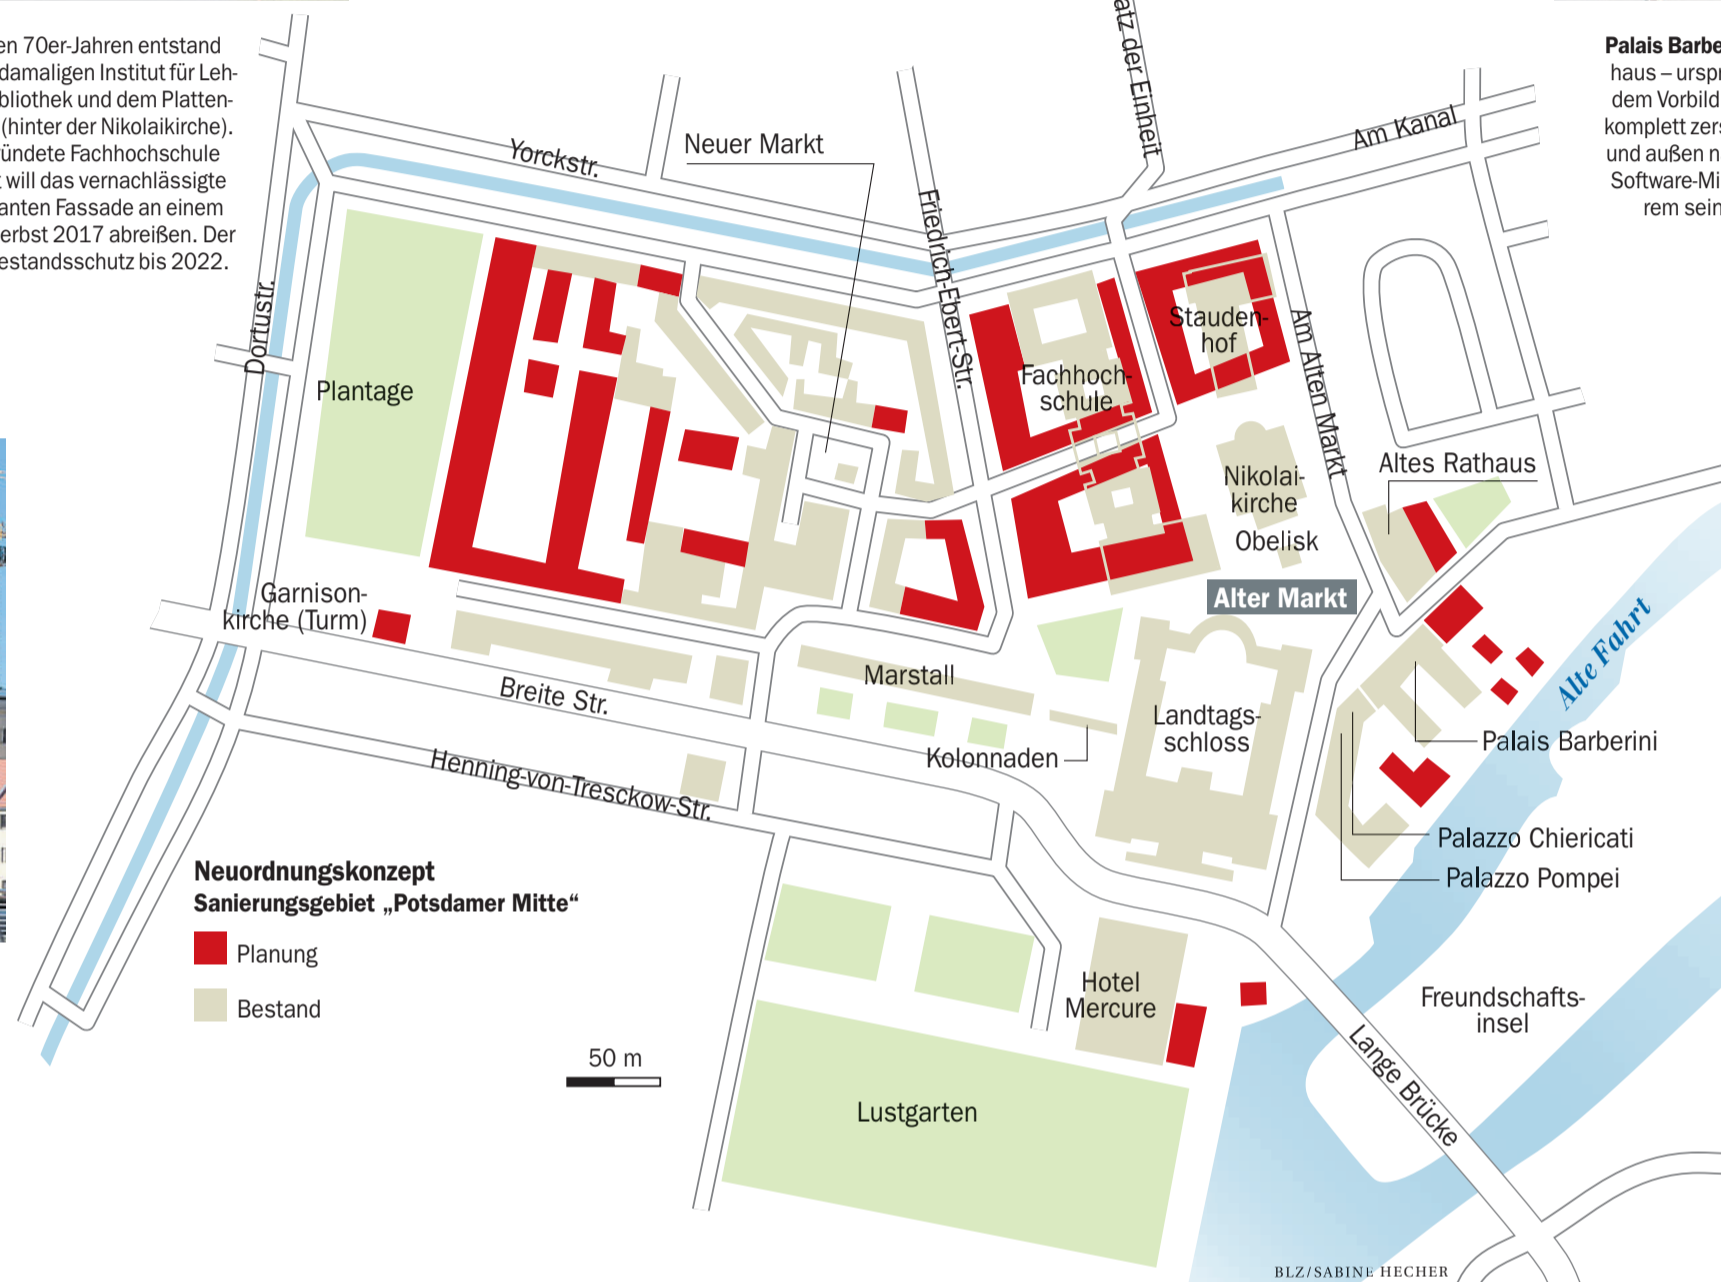 en 70er-Jahren entstand
damaligen Institut für Leh-
bliothek und dem Platten-
(hinter der Nikolaikirche).
ündete Fachhochschule
t will das vernachlässigte
anten Fassade an einem
erbst 2017 abreißen. Der
estandsschutz bis 2022.
Palais Barbe
haus – urspr
dem Vorbild
komplett zers
und außen n
Software-Mi
rem sein
atz der Einheit
Am Kanal
Yorckstr.
Neuer Markt
Friedrich-Ebert-Str.
Dortustr.
Plantage
Stauden-
hof
Am Alten Markt
Fachhoch-
schule
Nikolai-
kirche
Obelisk
Altes Rathaus
Alter Markt
Garnison-
kirche (Turm)
Alte Fahrt
Breite Str.
Marstall
Kolonnaden
Landtags-
schloss
Palais Barberini
Henning-von-Tresckow-Str.
Palazzo Chiericati
Palazzo Pompei
Neuordnungskonzept
Sanierungsgebiet „Potsdamer Mitte“
Planung
Bestand
50 m
Hotel
Mercure
Freundschafts-
insel
Lange Brücke
Lustgarten
BLZ/SABINE HECHER